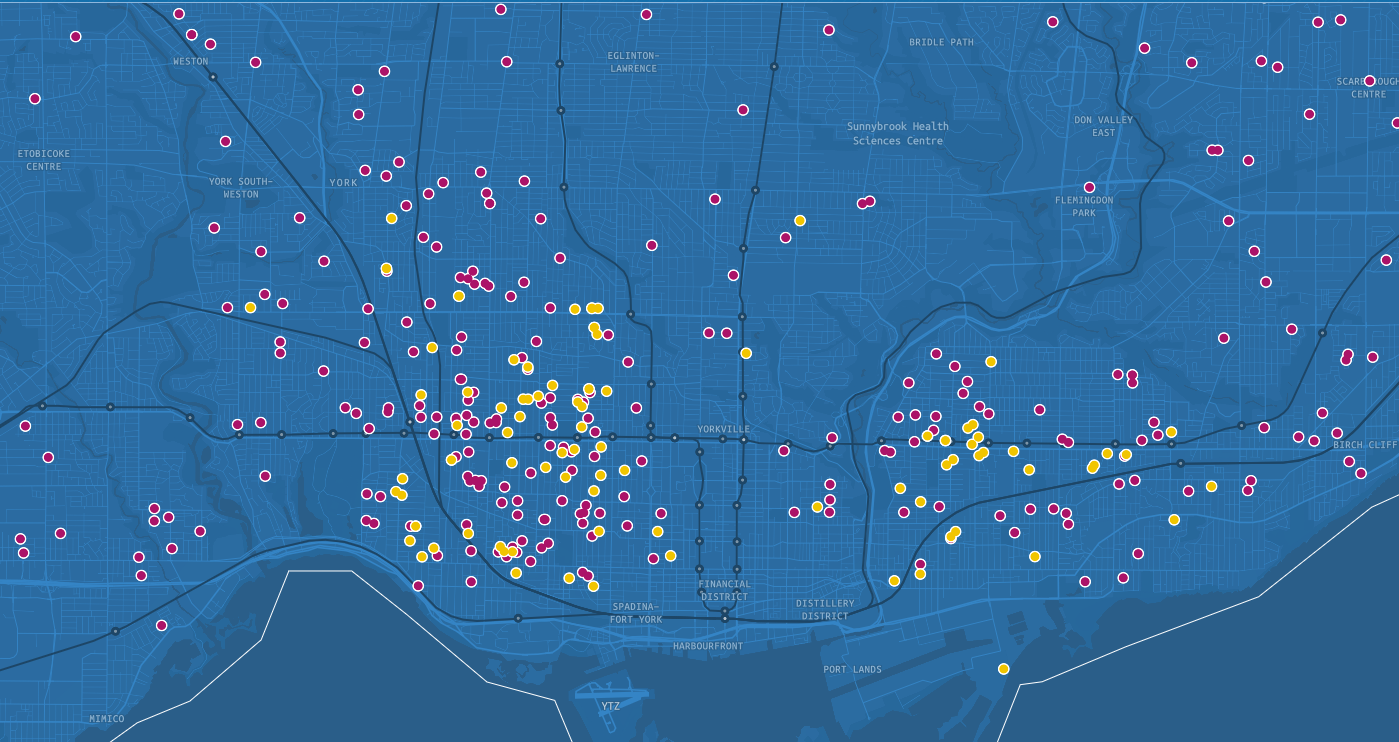 BRIDLE PATH
EGLINTON-
LAWRENCE
WESTON
SCARBOROUGH
CENTRE
DON VALLEY
EAST
Sunnybrook Health
Sciences Centre
ETOBICOKE
CENTRE
YORK SOUTH-
WESTON
YORK
FLEMINGDON
PARK
YORKVILLE
BIRCH CLIFF
FINANCIAL
DISTRICT
SPADINA-
FORT YORK
DISTILLERY
DISTRICT
HARBOURFRONT
PORT LANDS
YTZ
MIMICO